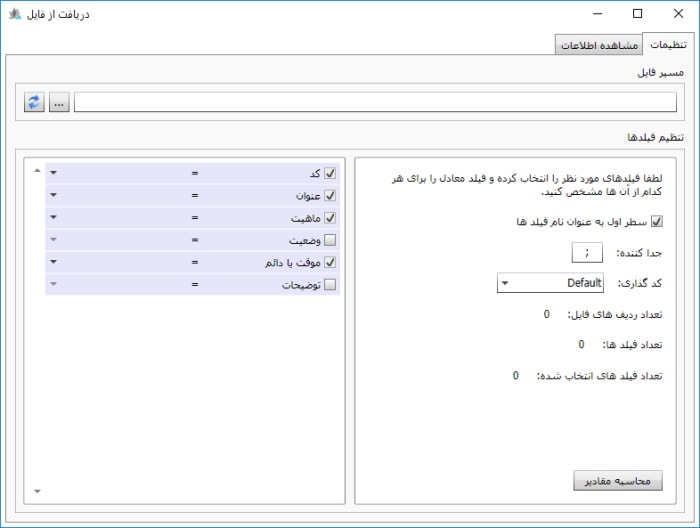 دریافت از فایل
تنظیمات
مشاهده اطلاعات
مسیر فایل
...
تنظیم فیلدها
لطفا فیلدهای مورد نظر را انتخاب کرده و فیلد معادل را برای هر
کدام از آن ها مشخص کنید.
سطر اول به عنوان نام فیلد ها
جدا کننده: ;
کد گذاری: Default
تعداد ردیف های فایل: 0
تعداد فیلد ها: 0
تعداد فیلد های انتخاب شده: 0
محاسبه مقادیر
کد =
عنوان =
ماهیت =
وضعیت =
موقت یا دائم =
توضیحات =